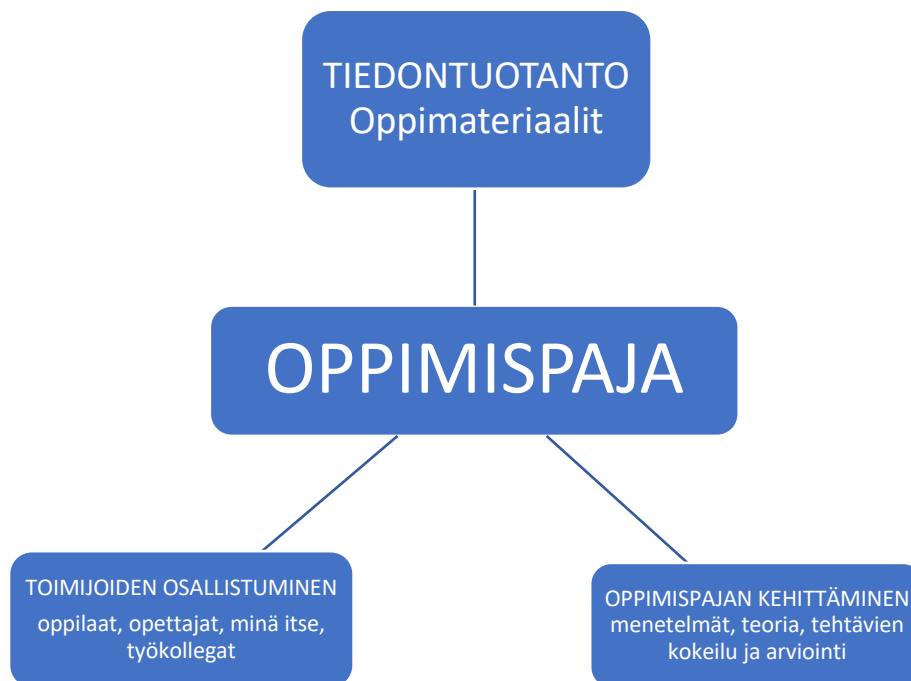 TIEDONTUOTANTO
Oppimateriaalit
OPPIMISPAJA
TOIMIJOIDEN OSALLISTUMINEN
oppilaat, opettajat, minä itse,
työkollegat
OPPIMISPAJAN KEHITTÄMINEN
menetelmät, teoria, tehtävien
kokeilu ja arviointi